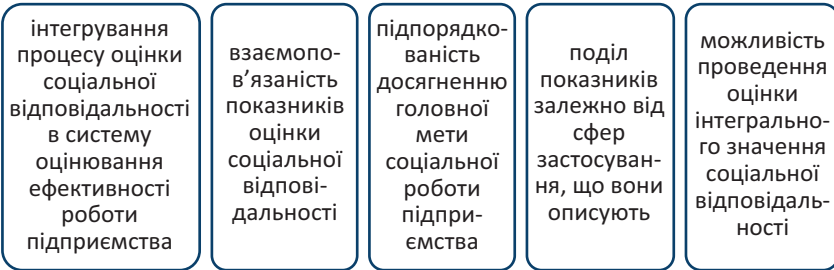 інтегрування
процесу оцінки
соціальної
відповідальності
в систему
оцінювання
ефективності
роботи
підприємства
взаємопо-
в’язаність
показників
оцінки
соціальної
відпові-
дальності
підпорядко-
ваність
досягненню
головної
мети
соціальної
роботи
підпри-
ємства
поділ
показників
залежно від
сфер
застосуван-
ня, що вони
описують
можливість
проведення
оцінки
інтегрально-
го значення
соціальної
відповідаль-
ності